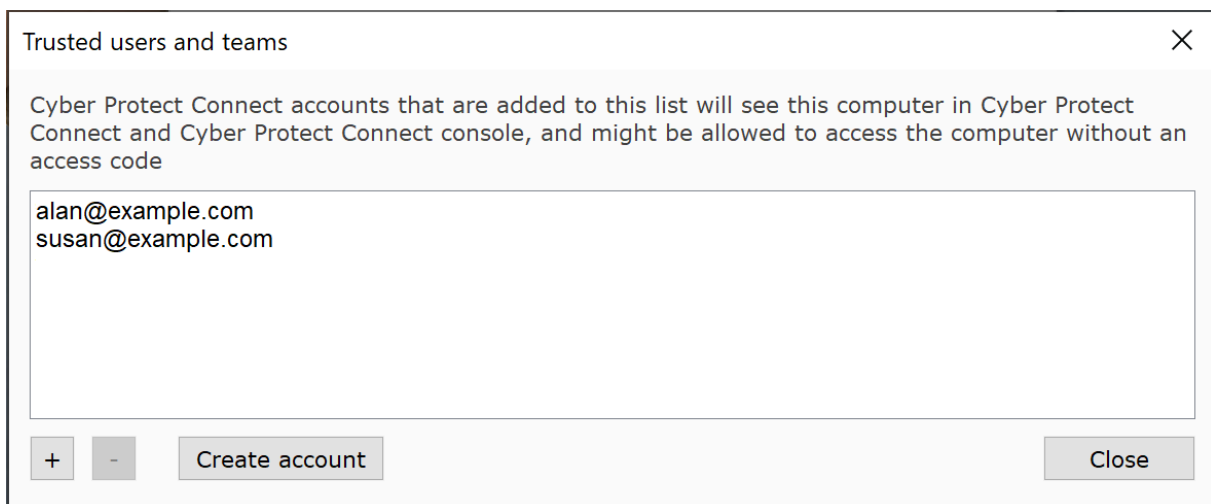 Trusted users and teams
Cyber Protect Connect accounts that are added to this list will see this computer in Cyber Protect
Connect and Cyber Protect Connect console, and might be allowed to access the computer without an
access code
alan@example.com
susan@example.com
+ - Create account Close